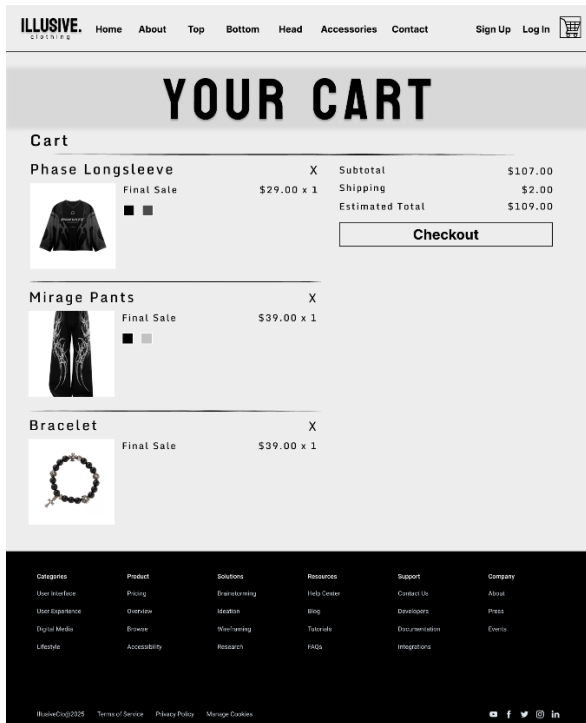 ILLUSIVE.
clothing
Home About Top Bottom Head Accessories Contact Sign Up Log In
YOUR CART
Cart
Phase Longsleeve X
Final Sale $29.00 x 1
Mirage Pants X
Final Sale $39.00 x 1
Bracelet X
Final Sale $39.00 x 1
Subtotal $107.00
Shipping $2.00
Estimated Total $109.00
Checkout
Categories Product Solutions Resources Support Company
User Interface Pricing Brainstorming Help Center Contact Us About
User Experience Overview Ideation Blog Developers Press
Digital Media Browse Wireframing Tutorials Documentation Events
Lifestyle Accessibility Research FAQs Integrations
IllusiveClo@2025 Terms of Service Privacy Policy Manage Cookies